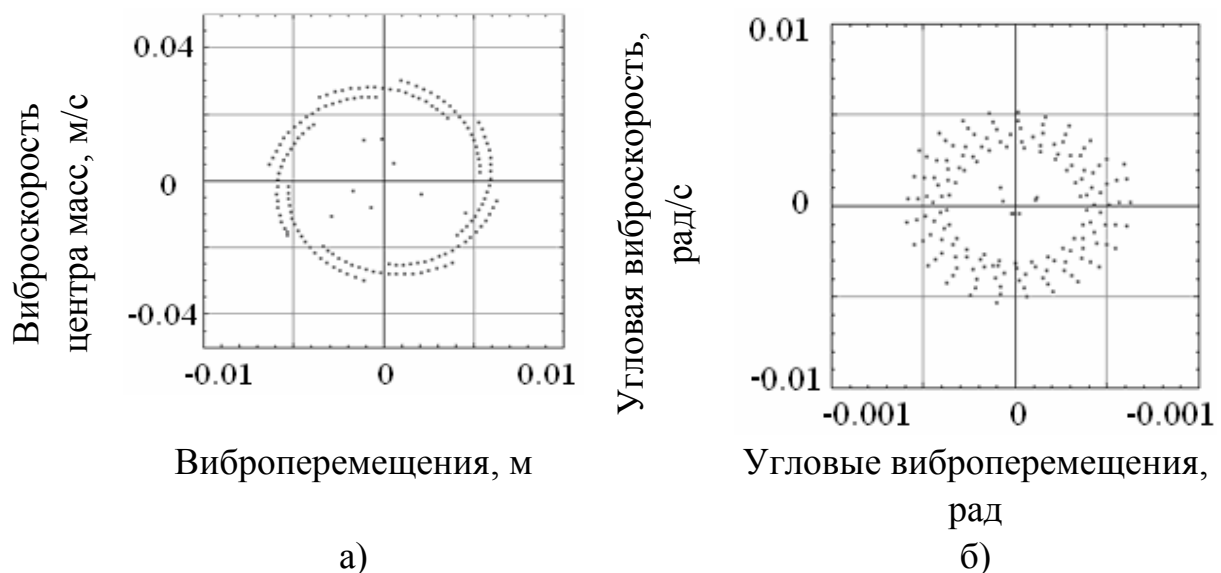 Виброскорость
центра масс, м/с
0.04
0
-0.04
-0.01 0 0.01
Виброперемещения, м
а)
Угловая виброскорость,
рад/с
0.01
0
-0.01
-0.001 0 -0.001
Угловые виброперемещения,
рад
б)